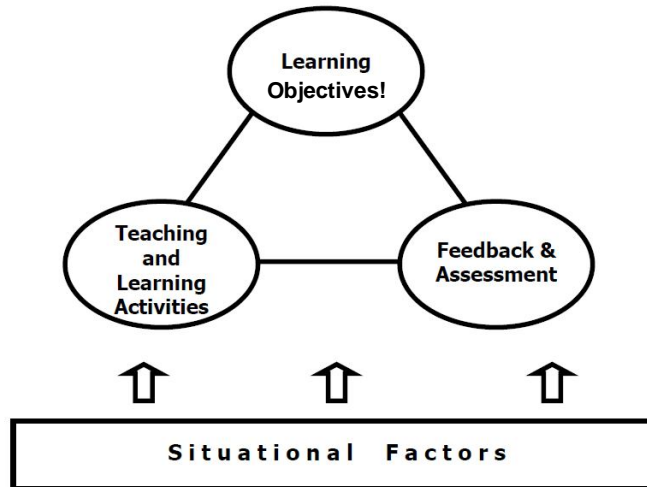 Learning
Objectives!
Teaching
and
Learning
Activities
Feedback &
Assessment
Situational Factors